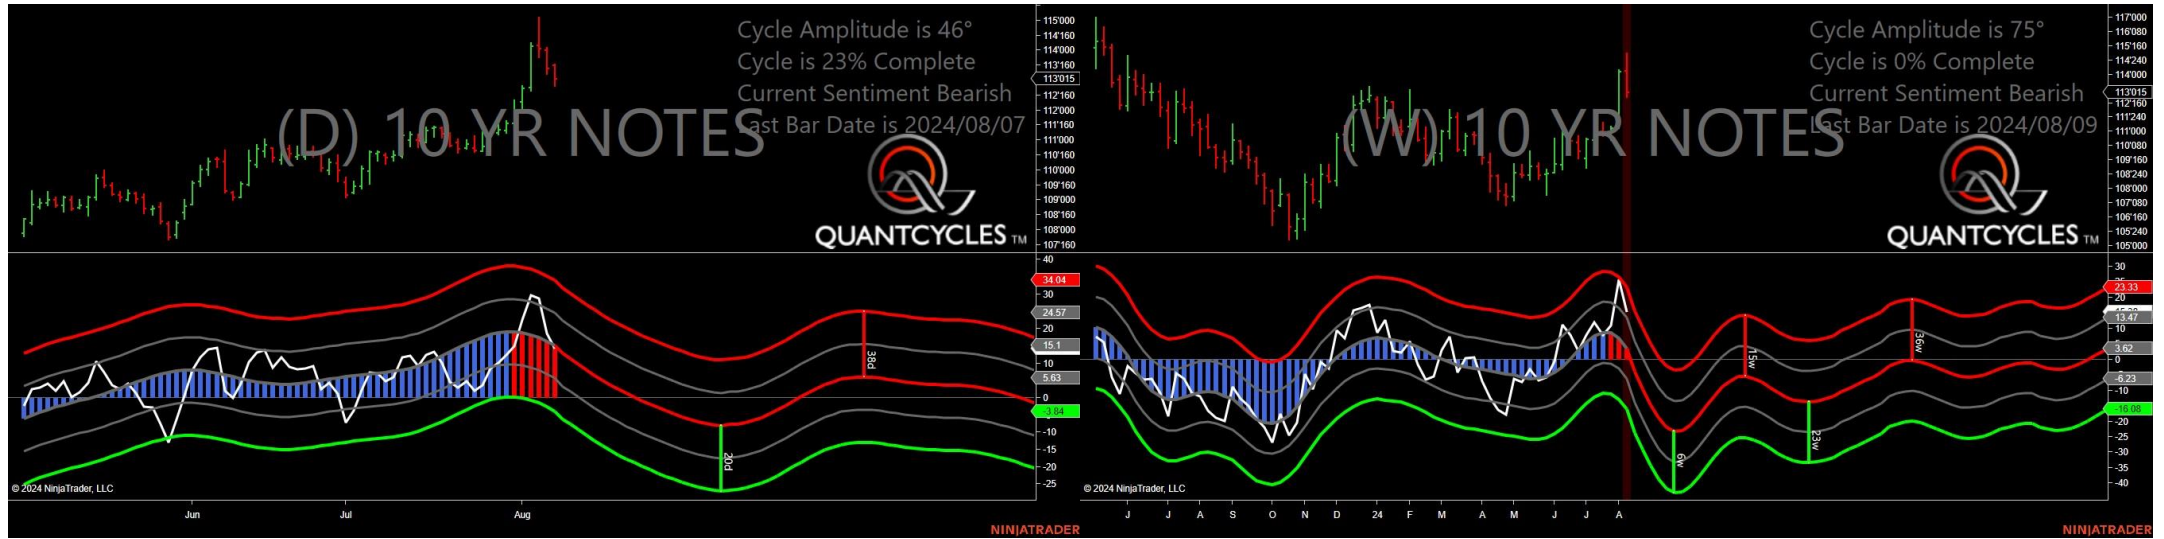 Cycle Amplitude is 46°
Cycle is 23% Complete
Current Sentiment Bearish
Last Bar Date is 2024/08/07
(D) 10 YR NOTES
QUANTCYCLES TM
115'000
114'160
114'000
113'160
113'015
112'160
112'000
111'160
111'000
110'160
110'000
109'160
109'000
108'160
108'000
107'160
40
34.04
30
24.57
20
15.1
10
5.63
0
-3.84
-10
-15
-20
-25
38d
20d
© 2024 NinjaTrader, LLC
Jun
Jul
Aug
NINJATRADER
Cycle Amplitude is 75°
Cycle is 0% Complete
Current Sentiment Bearish
Last Bar Date is 2024/08/09
(W) 10 YR NOTES
QUANTCYCLES TM
117'000
116'080
115'160
114'240
114'000
113'015
112'160
111'240
111'000
110'080
109'160
108'240
108'000
107'080
106'160
105'240
105'000
30
23.33
20
13.47
10
3.62
0
-6.23
-10
-16.08
-20
-25
-30
-35
-40
15w
36w
6w
23w
© 2024 NinjaTrader, LLC
J
J
A
S
O
N
D
24
F
M
A
M
J
J
A
NINJATRADER